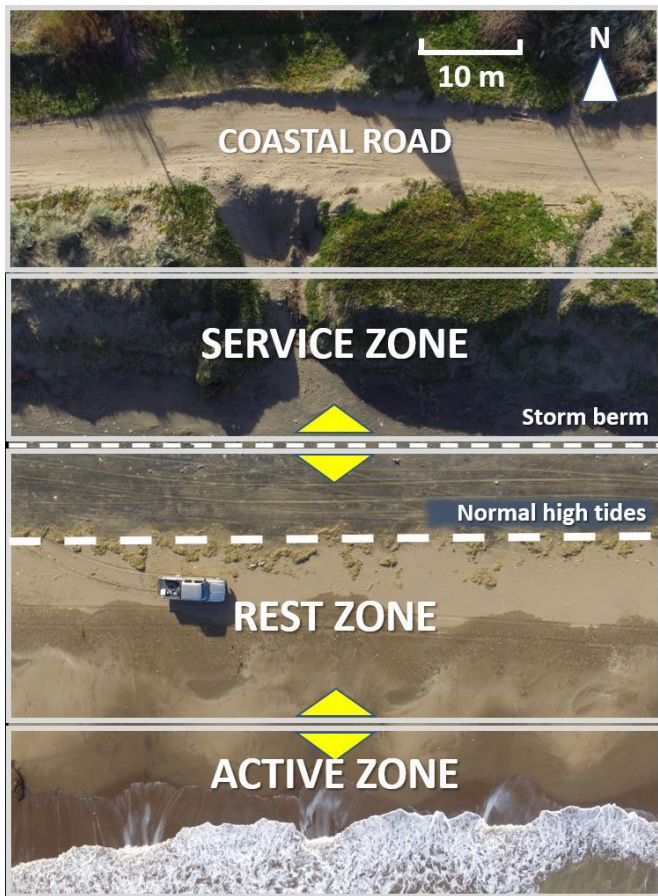 N
10 m
COASTAL ROAD
SERVICE ZONE
Storm berm
Normal high tides
REST ZONE
ACTIVE ZONE